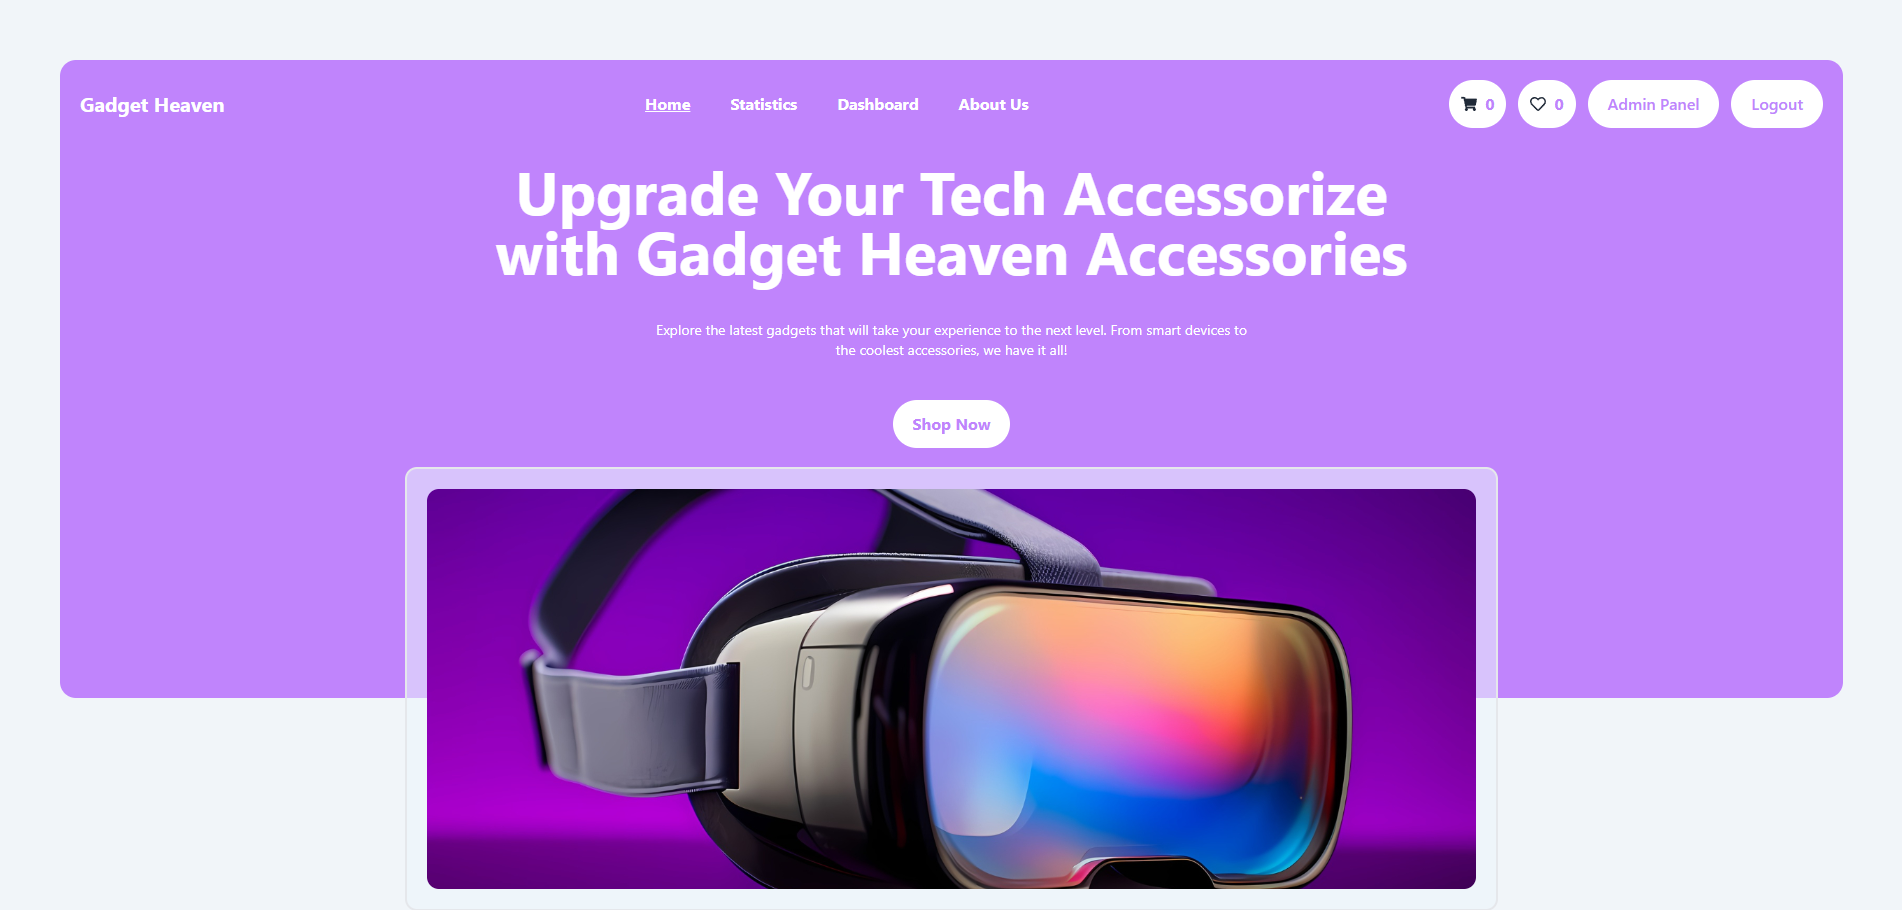 Gadget Heaven
Home Statistics Dashboard About Us
0 0 Admin Panel Logout
Upgrade Your Tech Accessorize
with Gadget Heaven Accessories
Explore the latest gadgets that will take your experience to the next level. From smart devices to
the coolest accessories, we have it all!
Shop Now